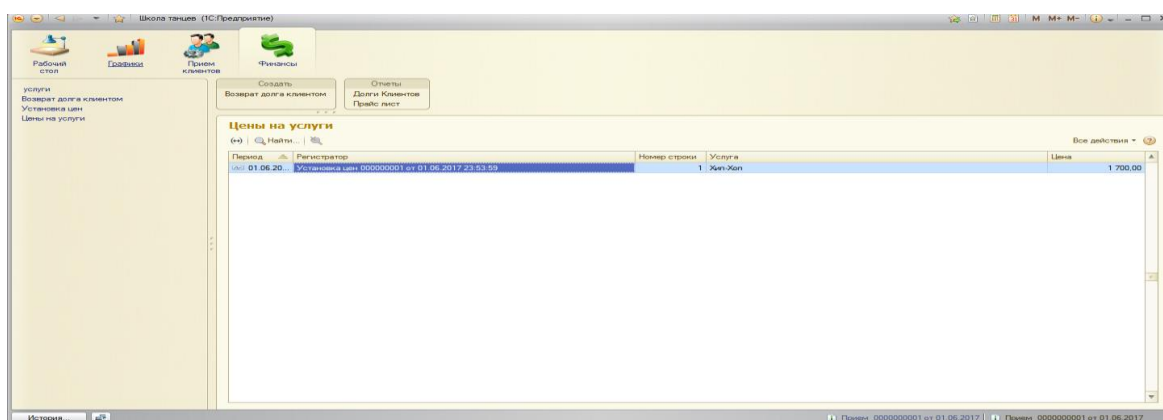 Школа танцев (1С:Предприятие)
M M+ M-
Рабочий стол
Графики
Прием клиентов
Финансы
услуги
Возврат долга клиентом
Установка цен
Цены на услуги
Создать
Возврат долга клиентом
Отчеты
Долги Клиентов
Прайс лист
Цены на услуги
Найти...
Все действия
Период Регистратор Номер строки Услуга Цена
01.06.20... Установка цен 000000001 от 01.06.2017 23:53:59 1 Хип-Хоп 1 700,00
История...
Прием 0000000001 от 01.06.2017 Прием 0000000001 от 01.06.2017